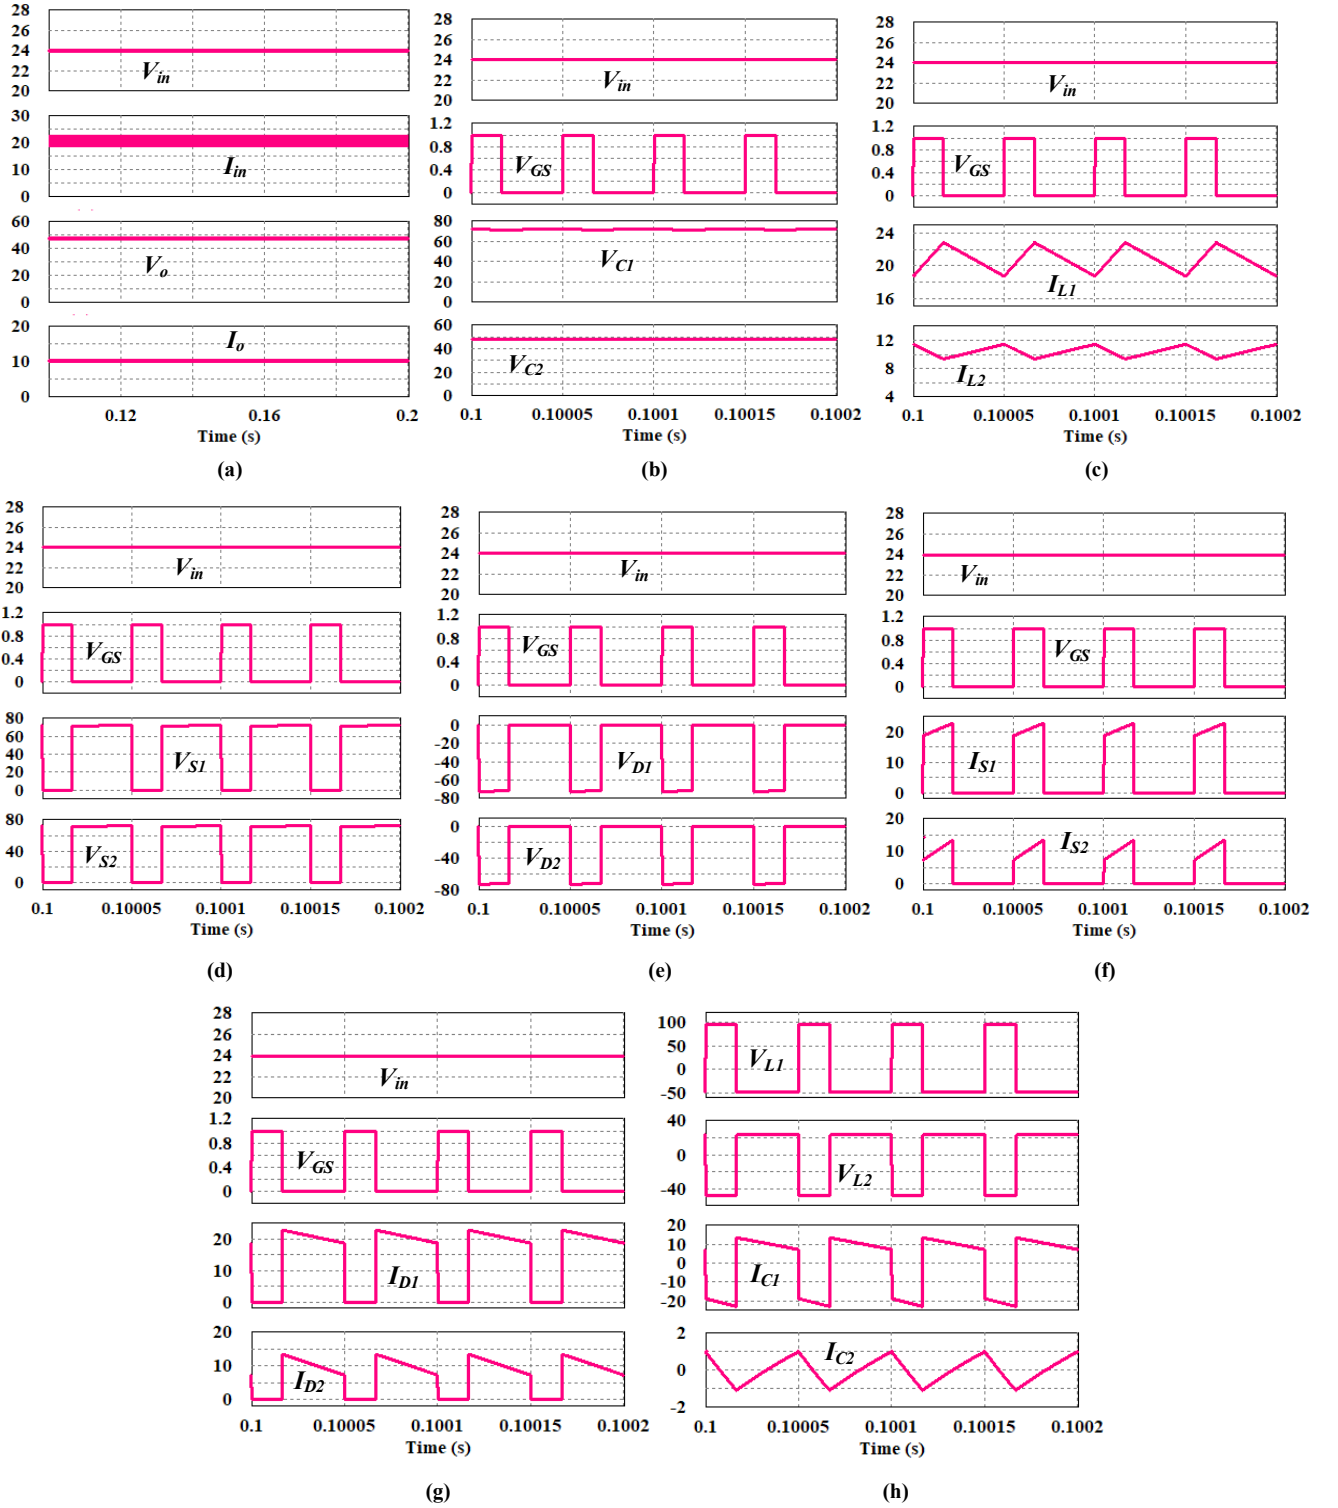 28
26
24
22
20
V_in
30
20
10
0
I_in
60
40
20
0
V_o
20
10
0
I_o
0.12 0.16 0.2
Time (s)
(a)
28
26
24
22
20
V_in
1.2
0.8
0.4
0
V_GS
80
60
40
20
0
V_C1
60
40
20
0
V_C2
0.1 0.10005 0.1001 0.10015 0.1002
Time (s)
(b)
28
26
24
22
20
V_in
1.2
0.8
0.4
0
V_GS
24
20
16
I_L1
12
8
4
I_L2
0.1 0.10005 0.1001 0.10015 0.1002
Time (s)
(c)
28
26
24
22
20
V_in
1.2
0.8
0.4
0
V_GS
80
60
40
20
0
V_S1
80
40
0
V_S2
0.1 0.10005 0.1001 0.10015 0.1002
Time (s)
(d)
28
26
24
22
20
V_in
1.2
0.8
0.4
0
V_GS
0
-20
-40
-60
-80
V_D1
0
-40
-80
V_D2
0.1 0.10005 0.1001 0.10015 0.1002
Time (s)
(e)
28
26
24
22
20
V_in
1.2
0.8
0.4
0
V_GS
20
10
0
I_S1
20
10
0
I_S2
0.1 0.10005 0.1001 0.10015 0.1002
Time (s)
(f)
28
26
24
22
20
V_in
1.2
0.8
0.4
0
V_GS
20
10
0
I_D1
20
10
0
I_D2
0.1 0.10005 0.1001 0.10015 0.1002
Time (s)
(g)
100
50
0
-50
V_L1
40
0
-40
V_L2
20
10
0
-10
-20
I_C1
2
0
-2
I_C2
0.1 0.10005 0.1001 0.10015 0.1002
Time (s)
(h)